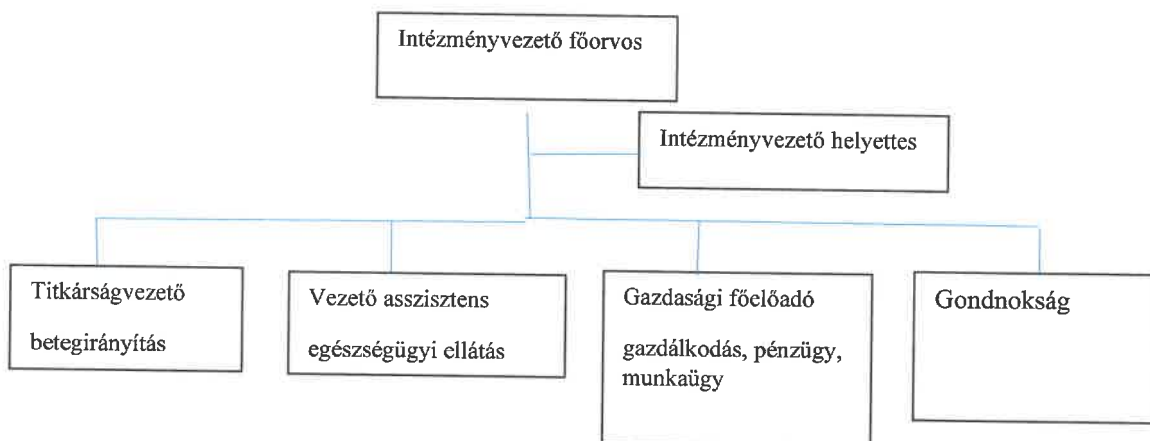 Intézményvezető főorvos
Intézményvezető helyettes
Titkárságvezető
betegirányítás
Vezető asszisztens
egészségügyi ellátás
Gazdasági főelőadó
gazdálkodás, pénzügy,
munkaügy
Gondnokság